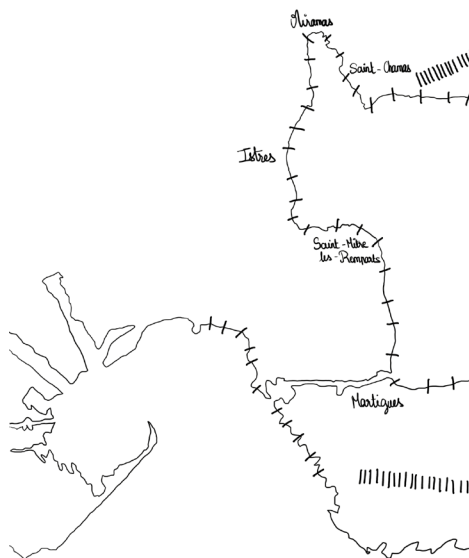 Miramas
Saint-Chamas
Istres
Saint-Mitre
les-Remparts
Martigues